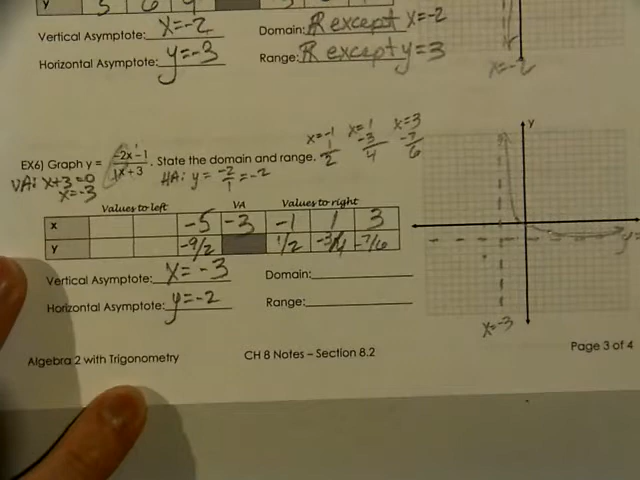 y 5 6 9
Vertical Asymptote: x=-2 Domain: ℝ except x=-2
Horizontal Asymptote: y=-3 Range: ℝ except y=3
x=-2
x=-1 x=1 x=3
1/2 -3/4 -7/6
EX6) Graph y = (-2x-1)/(1x+3). State the domain and range.
VA: x+3=0 HA: y = -2/1 = -2
x=-3
Values to left VA Values to right
x -5 -3 -1 1 3
y -9/2 1/2 -3/4 -7/6
Vertical Asymptote: x = -3 Domain:
Horizontal Asymptote: y=-2 Range:
y
y=
x=-3
Algebra 2 with Trigonometry CH 8 Notes – Section 8.2 Page 3 of 4